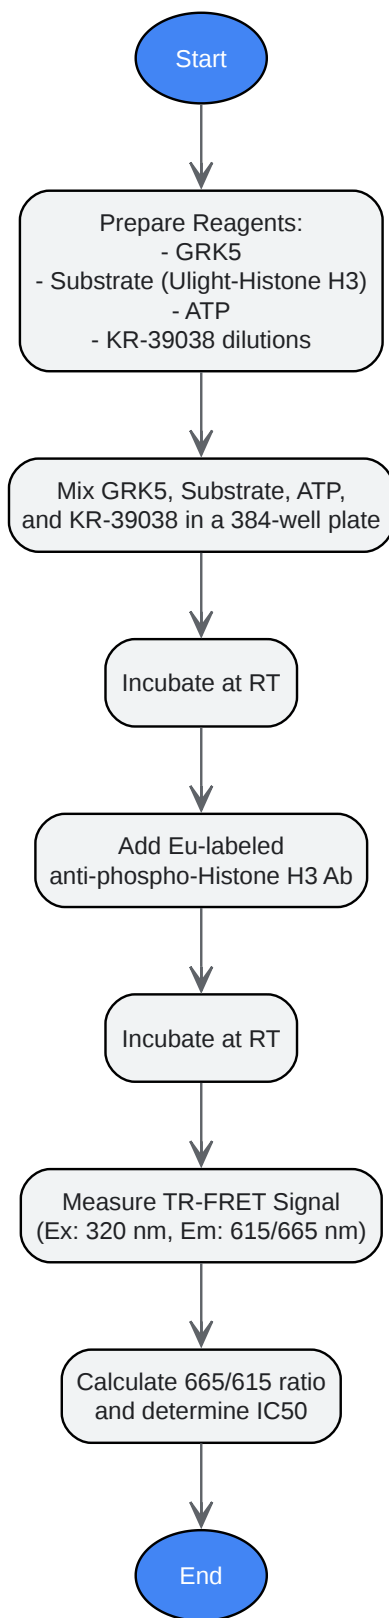 Start
Prepare Reagents:
- GRK5
- Substrate (Ulight-Histone H3)
- ATP
- KR-39038 dilutions
Mix GRK5, Substrate, ATP,
and KR-39038 in a 384-well plate
Incubate at RT
Add Eu-labeled
anti-phospho-Histone H3 Ab
Incubate at RT
Measure TR-FRET Signal
(Ex: 320 nm, Em: 615/665 nm)
Calculate 665/615 ratio
and determine IC50
End